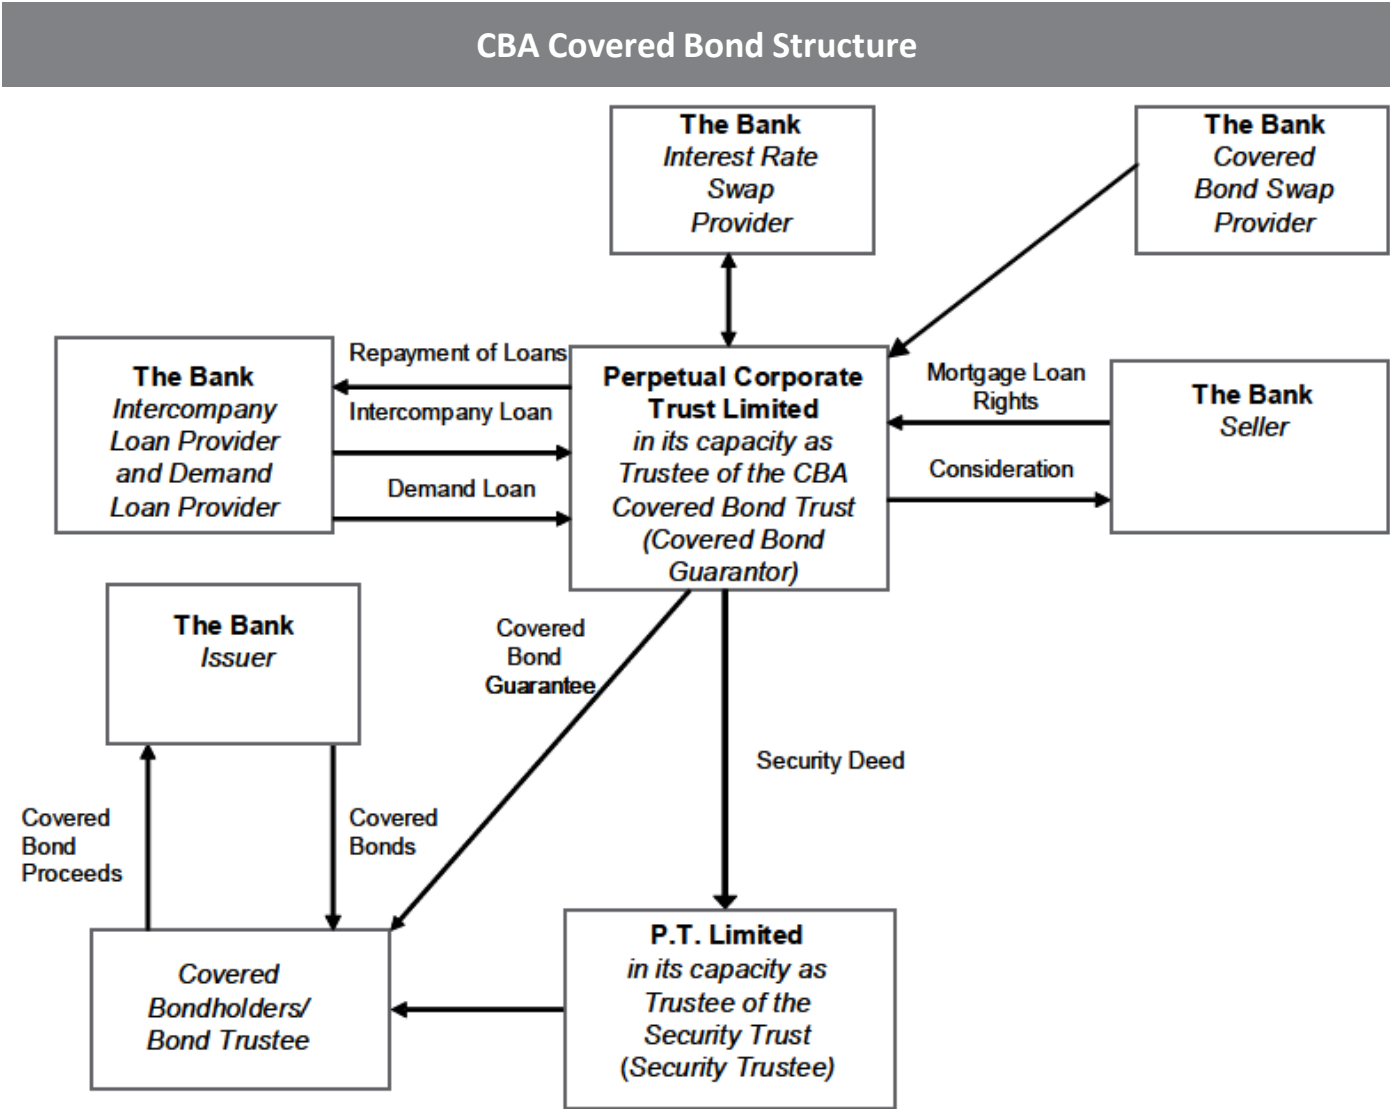 CBA Covered Bond Structure
The Bank
Interest Rate
Swap
Provider
The Bank
Covered
Bond Swap
Provider
The Bank
Intercompany
Loan Provider
and Demand
Loan Provider
Repayment of Loans
Intercompany Loan
Demand Loan
Perpetual Corporate
Trust Limited
in its capacity as
Trustee of the CBA
Covered Bond Trust
(Covered Bond
Guarantor)
Mortgage Loan
Rights
Consideration
The Bank
Seller
The Bank
Issuer
Covered
Bond
Guarantee
Security Deed
Covered
Bond
Proceeds
Covered
Bonds
Covered
Bondholders/
Bond Trustee
P.T. Limited
in its capacity as
Trustee of the
Security Trust
(Security Trustee)